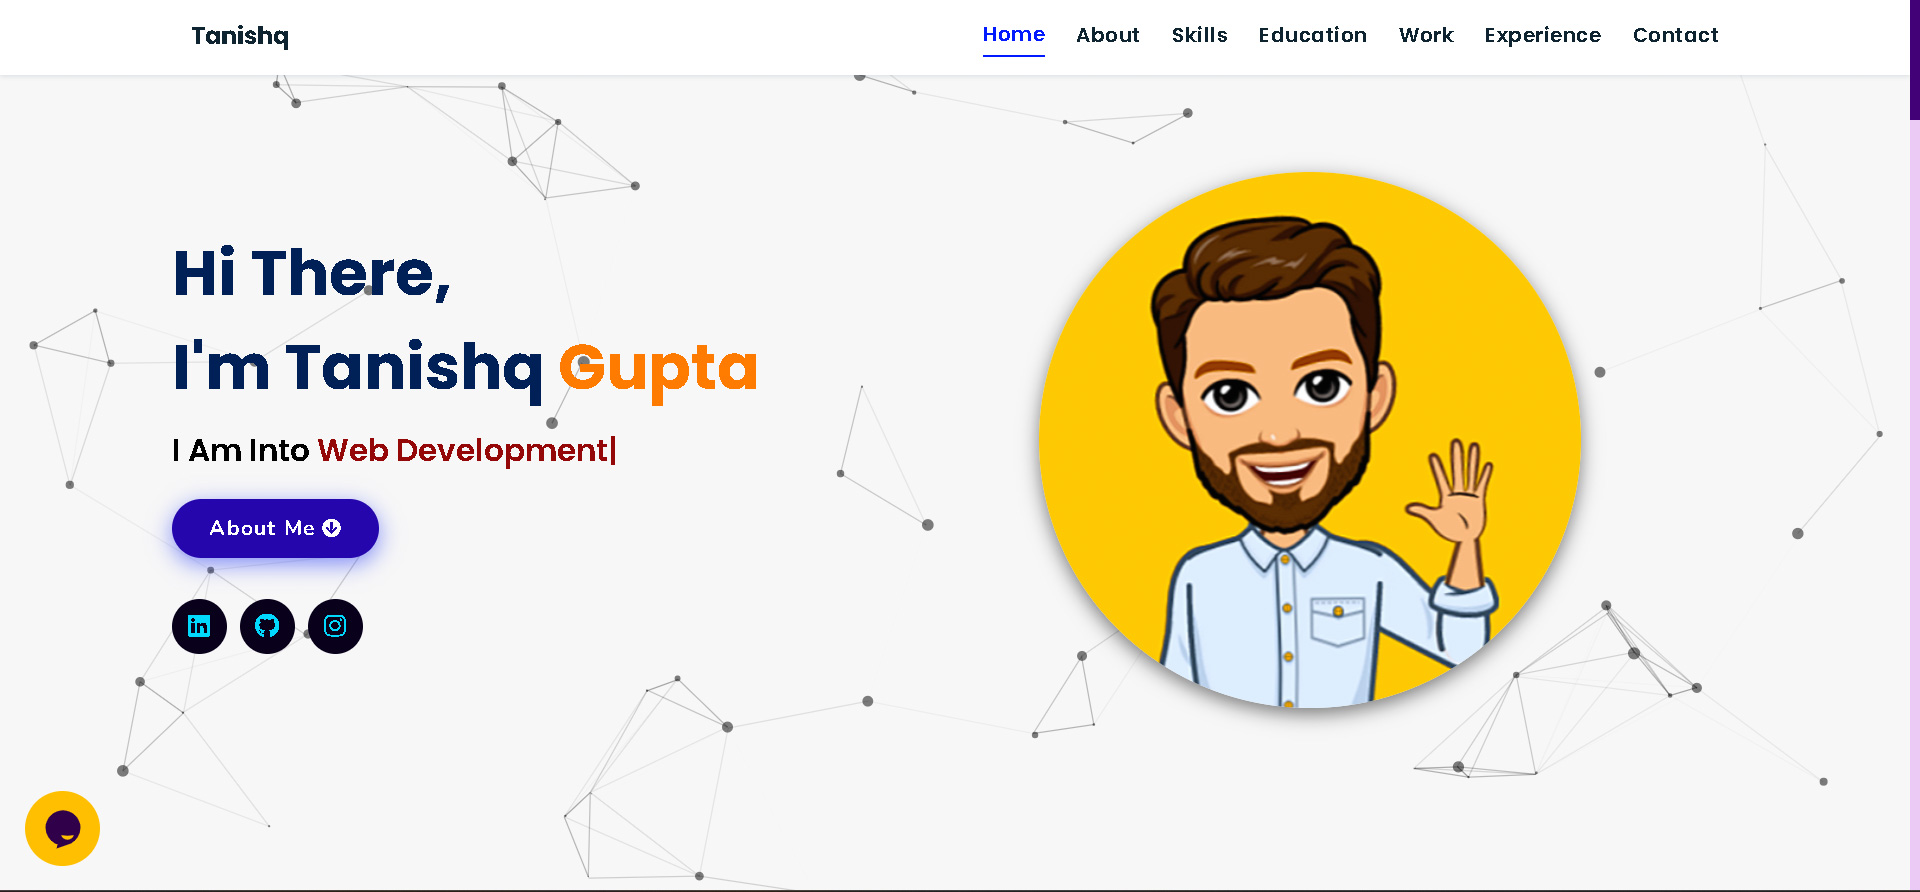 Tanishq
Home About Skills Education Work Experience Contact
Hi There,
I'm Tanishq Gupta
I Am Into Web Development|
About Me